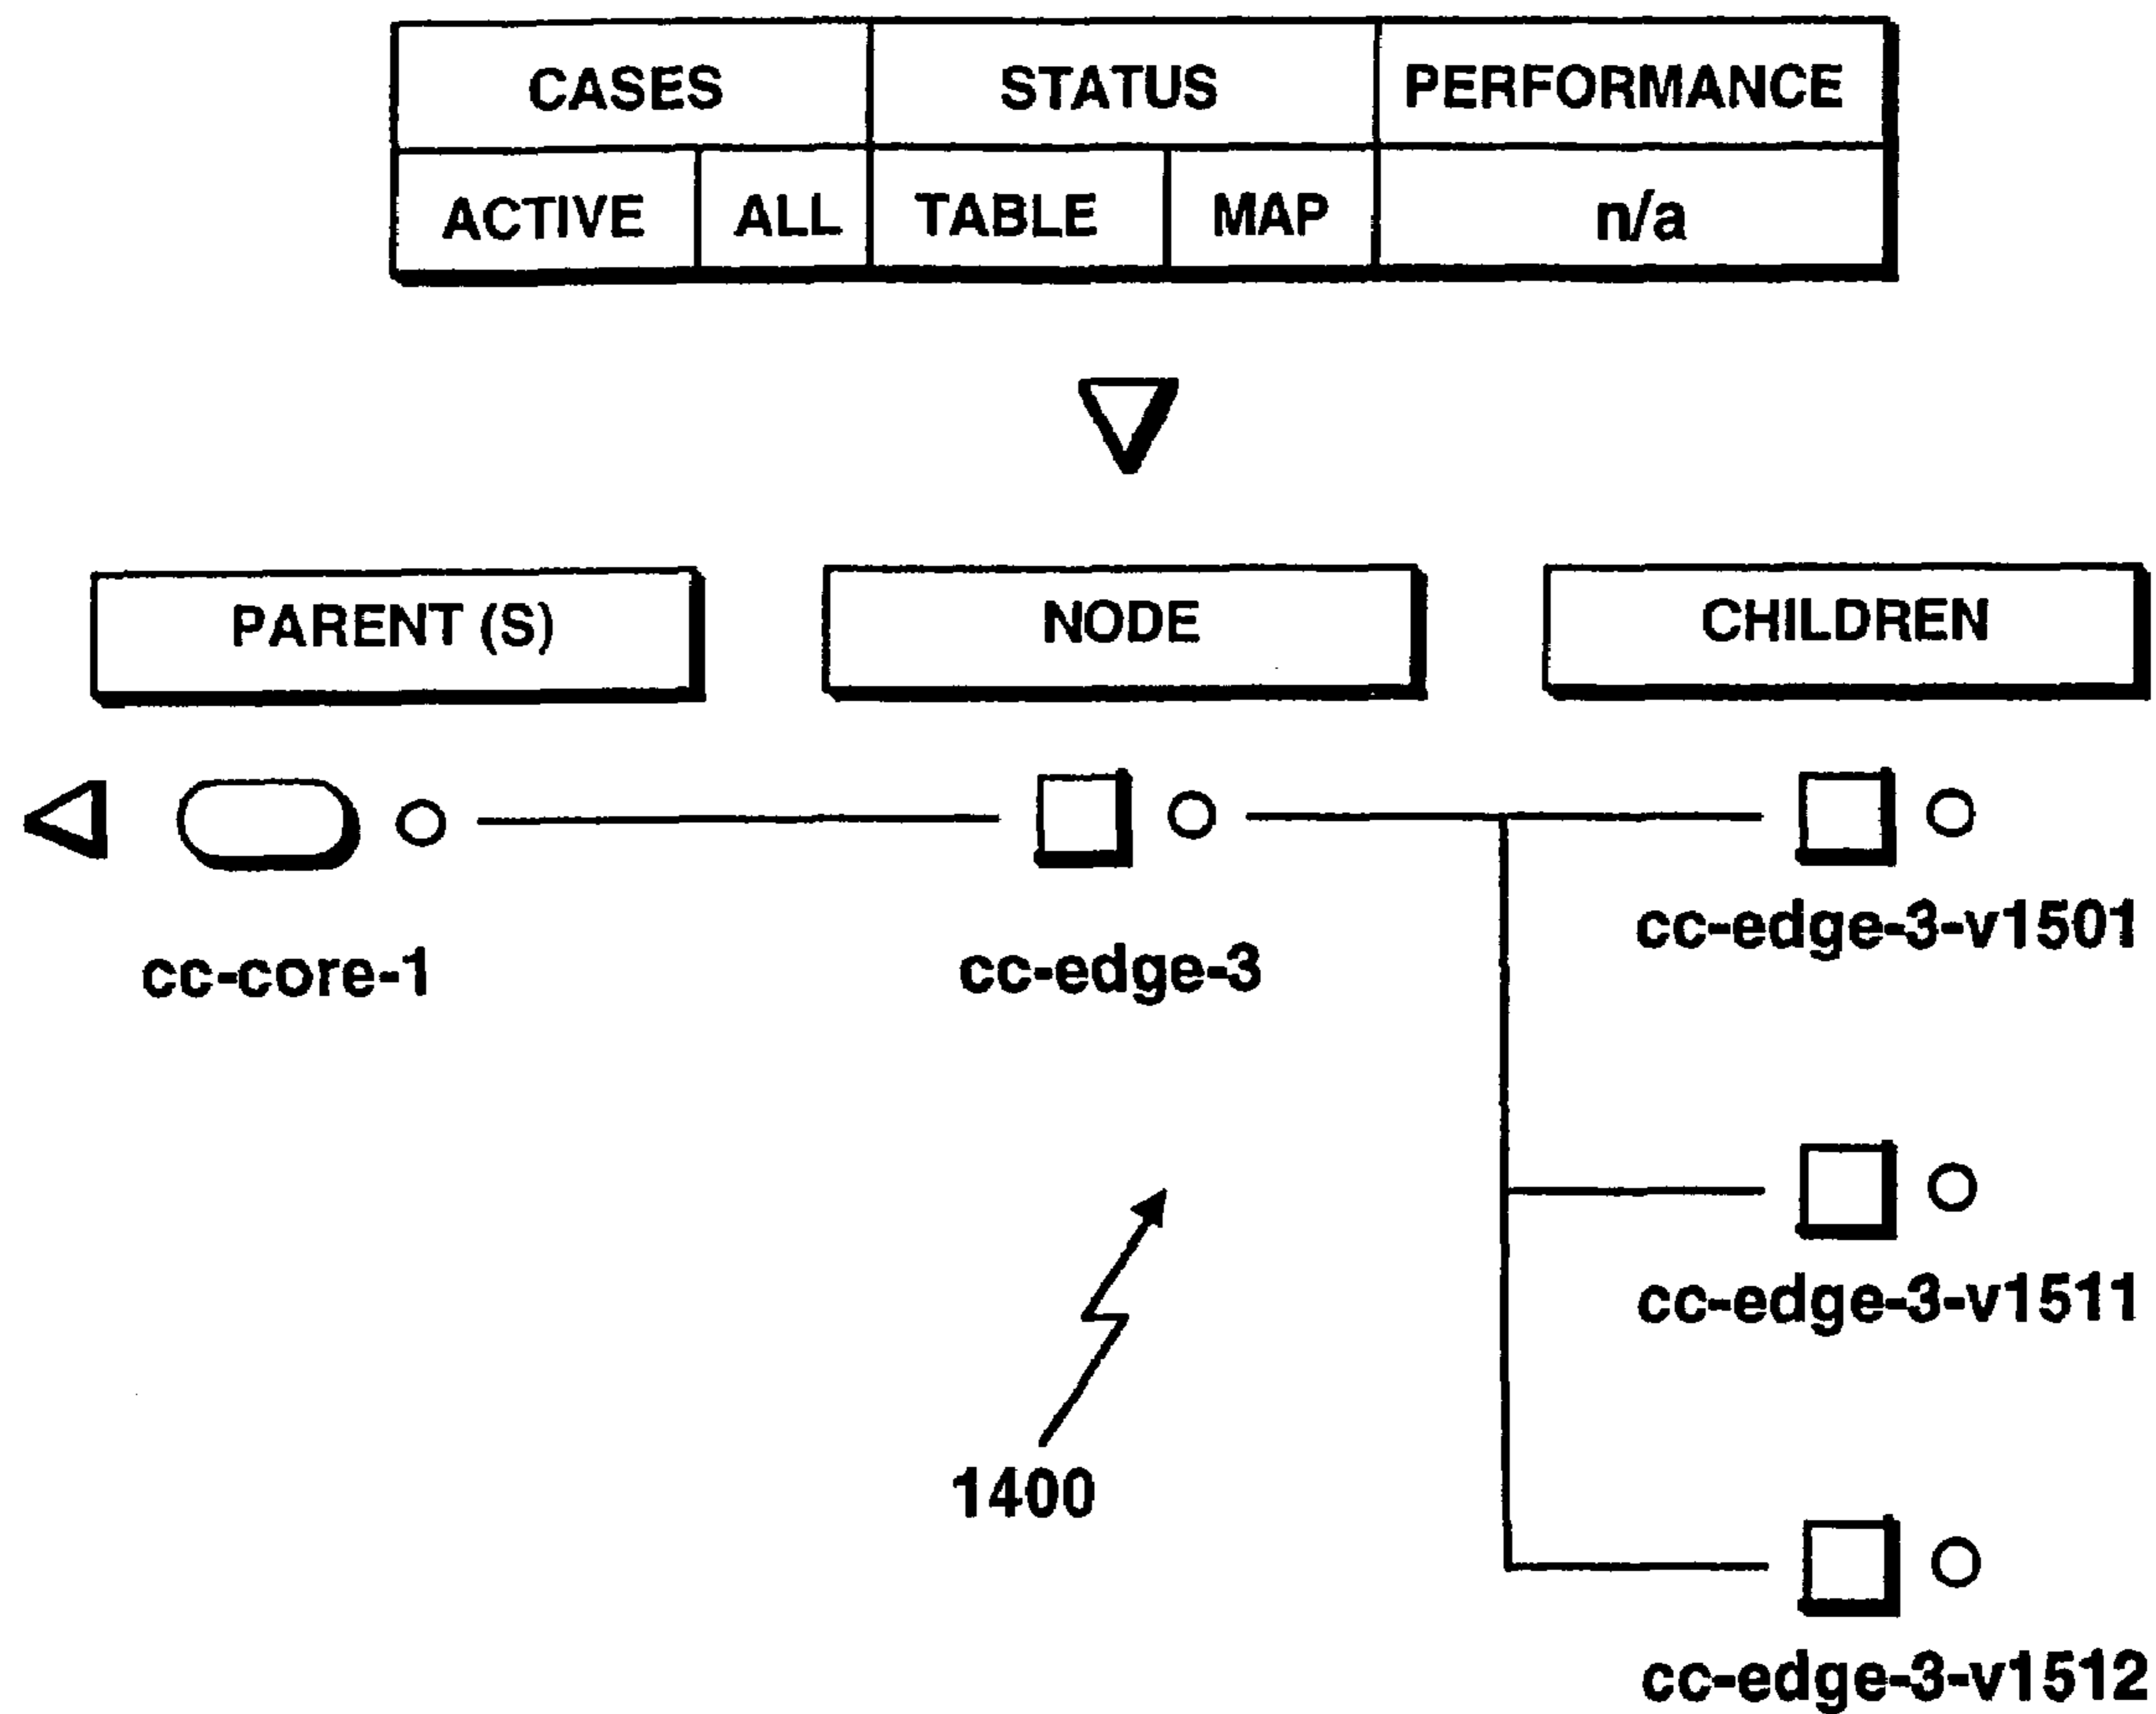 CASES STATUS PERFORMANCE
ACTIVE ALL TABLE MAP n/a
PARENT (S) NODE CHILDREN
cc-edge-3-v1501
cc-core-1 cc-edge-3
cc-edge-3-v1511
1400
cc-edge-3-v1512